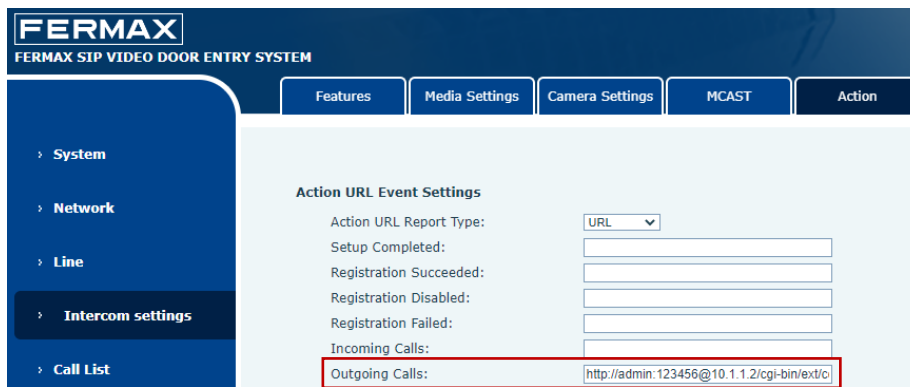 FERMAX
FERMAX SIP VIDEO DOOR ENTRY SYSTEM
Features Media Settings Camera Settings MCAST Action
› System
› Network
› Line
› Intercom settings
› Call List
Action URL Event Settings
Action URL Report Type: URL
Setup Completed:
Registration Succeeded:
Registration Disabled:
Registration Failed:
Incoming Calls:
Outgoing Calls: http://admin:123456@10.1.1.2/cgi-bin/ext/c